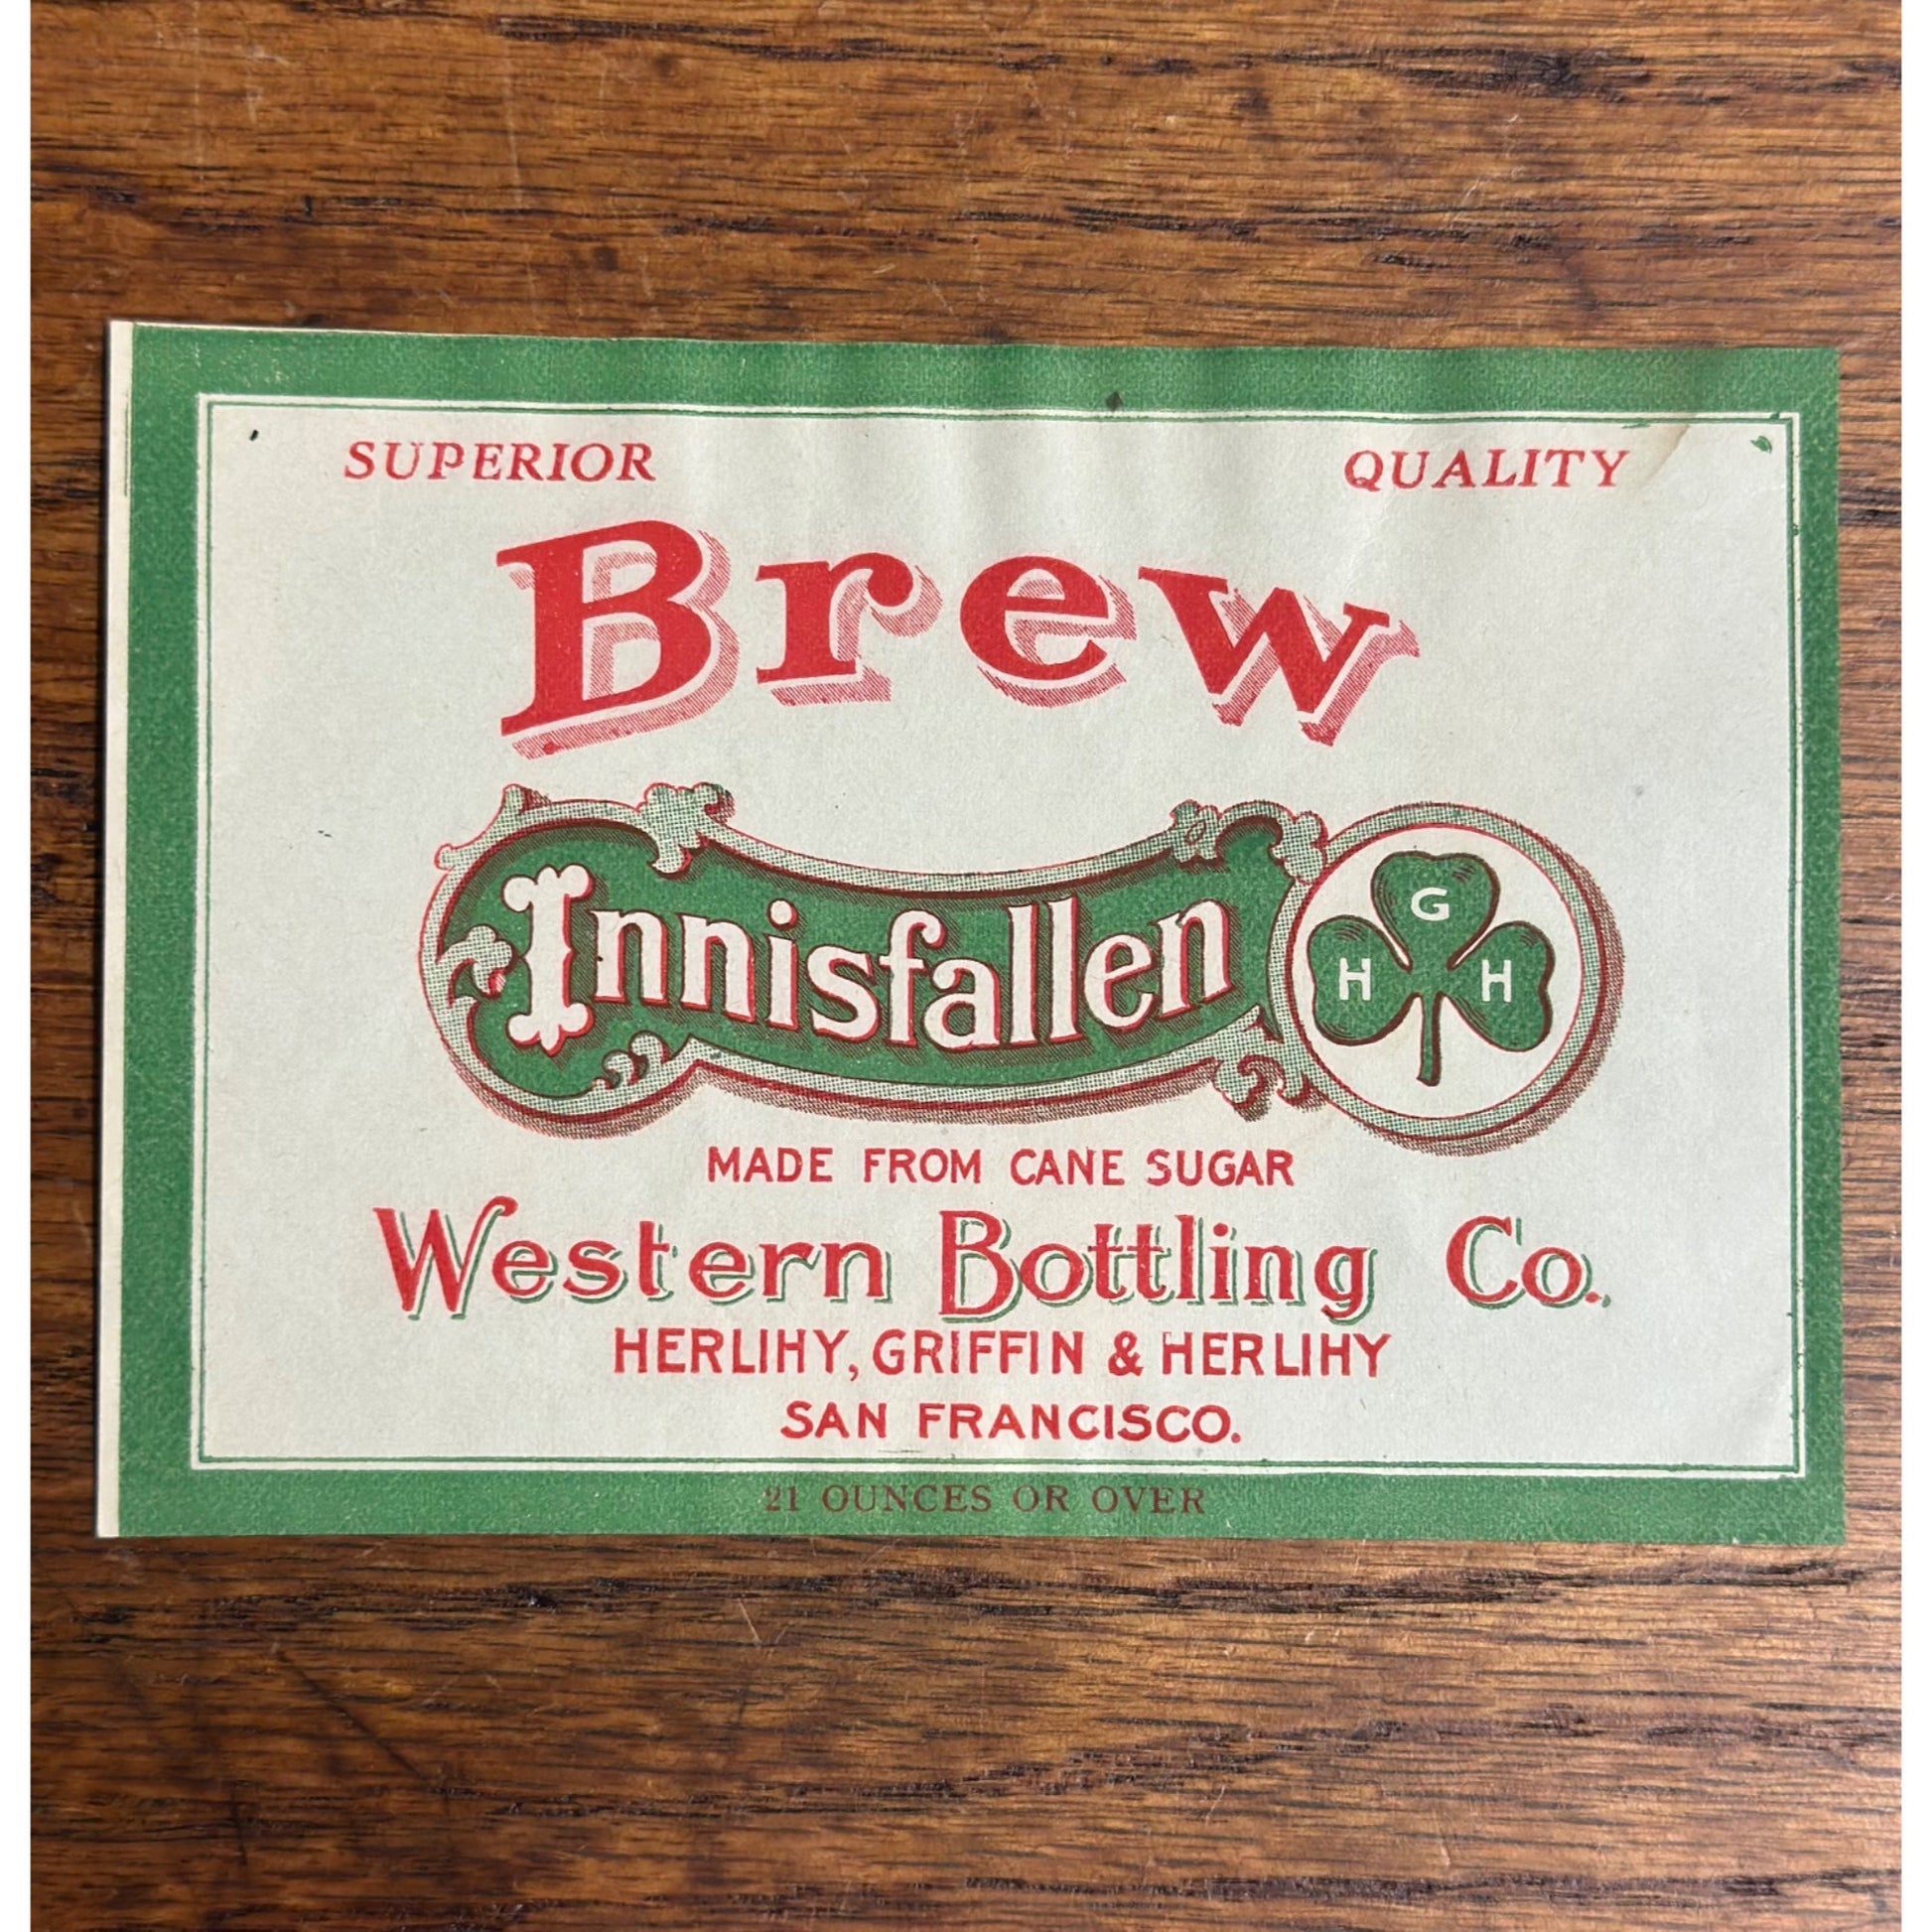 SUPERIOR QUALITY
Brew
Innisfallen
G
H H
MADE FROM CANE SUGAR
Western Bottling Co.
HERLIHY, GRIFFIN & HERLIHY
SAN FRANCISCO.
21 OUNCES OR OVER